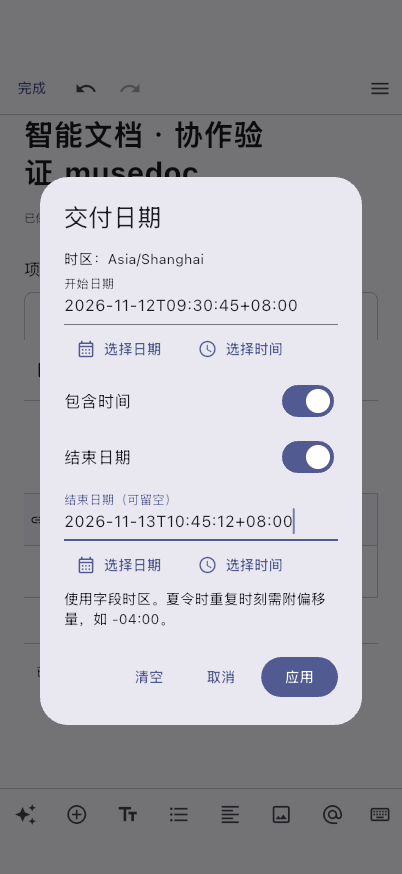 完成
智能文档 · 协作验
证 musedoc
已
项
交付日期
时区：Asia/Shanghai
开始日期
2026-11-12T09:30:45+08:00
选择日期
选择时间
包含时间
结束日期
结束日期（可留空）
2026-11-13T10:45:12+08:00
选择日期
选择时间
使用字段时区。夏令时重复时刻需附偏移
量，如 -04:00。
清空
取消
应用